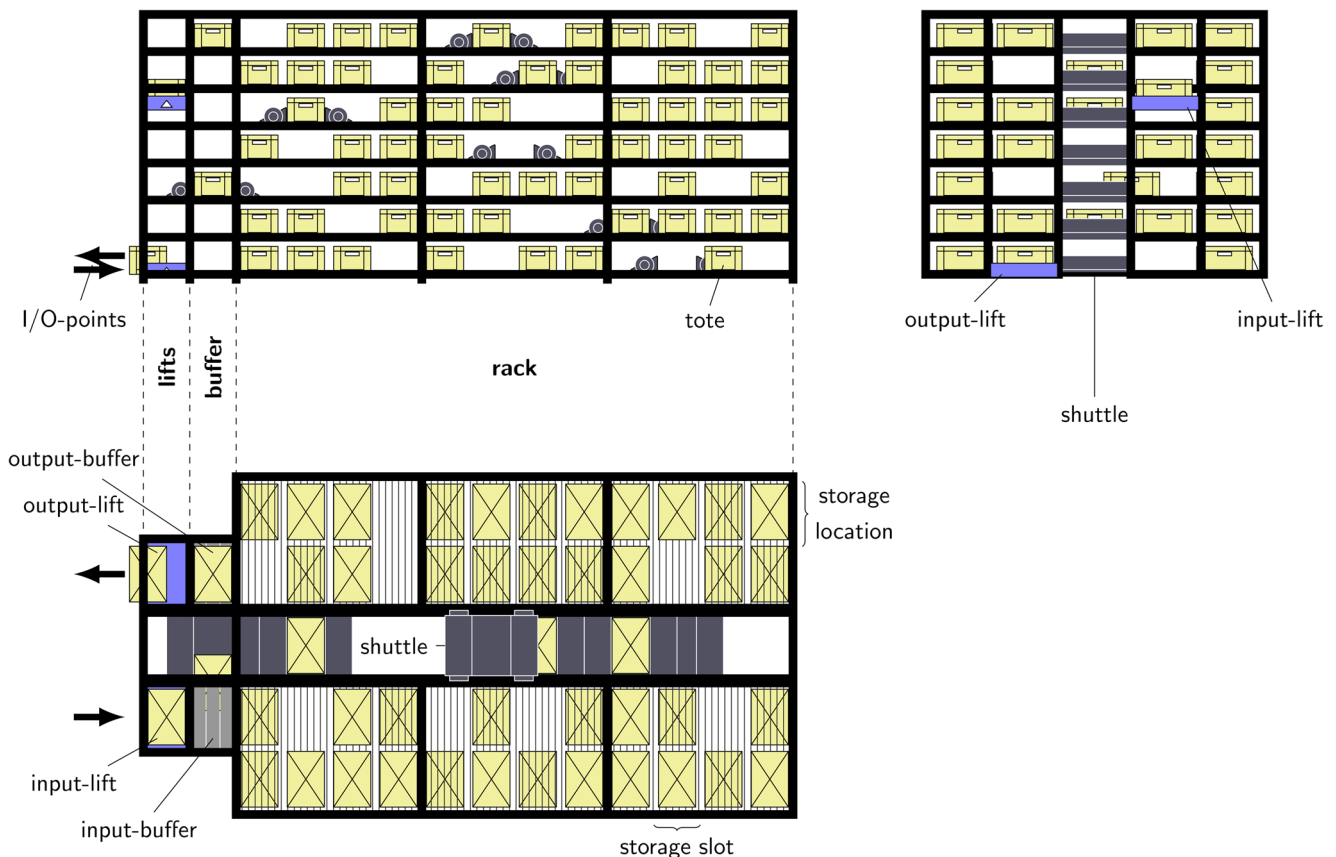 I/O-points
tote
output-lift
input-lift
shuttle
lifts
buffer
rack
output-buffer
output-lift
storage
location
shuttle
input-lift
input-buffer
storage slot